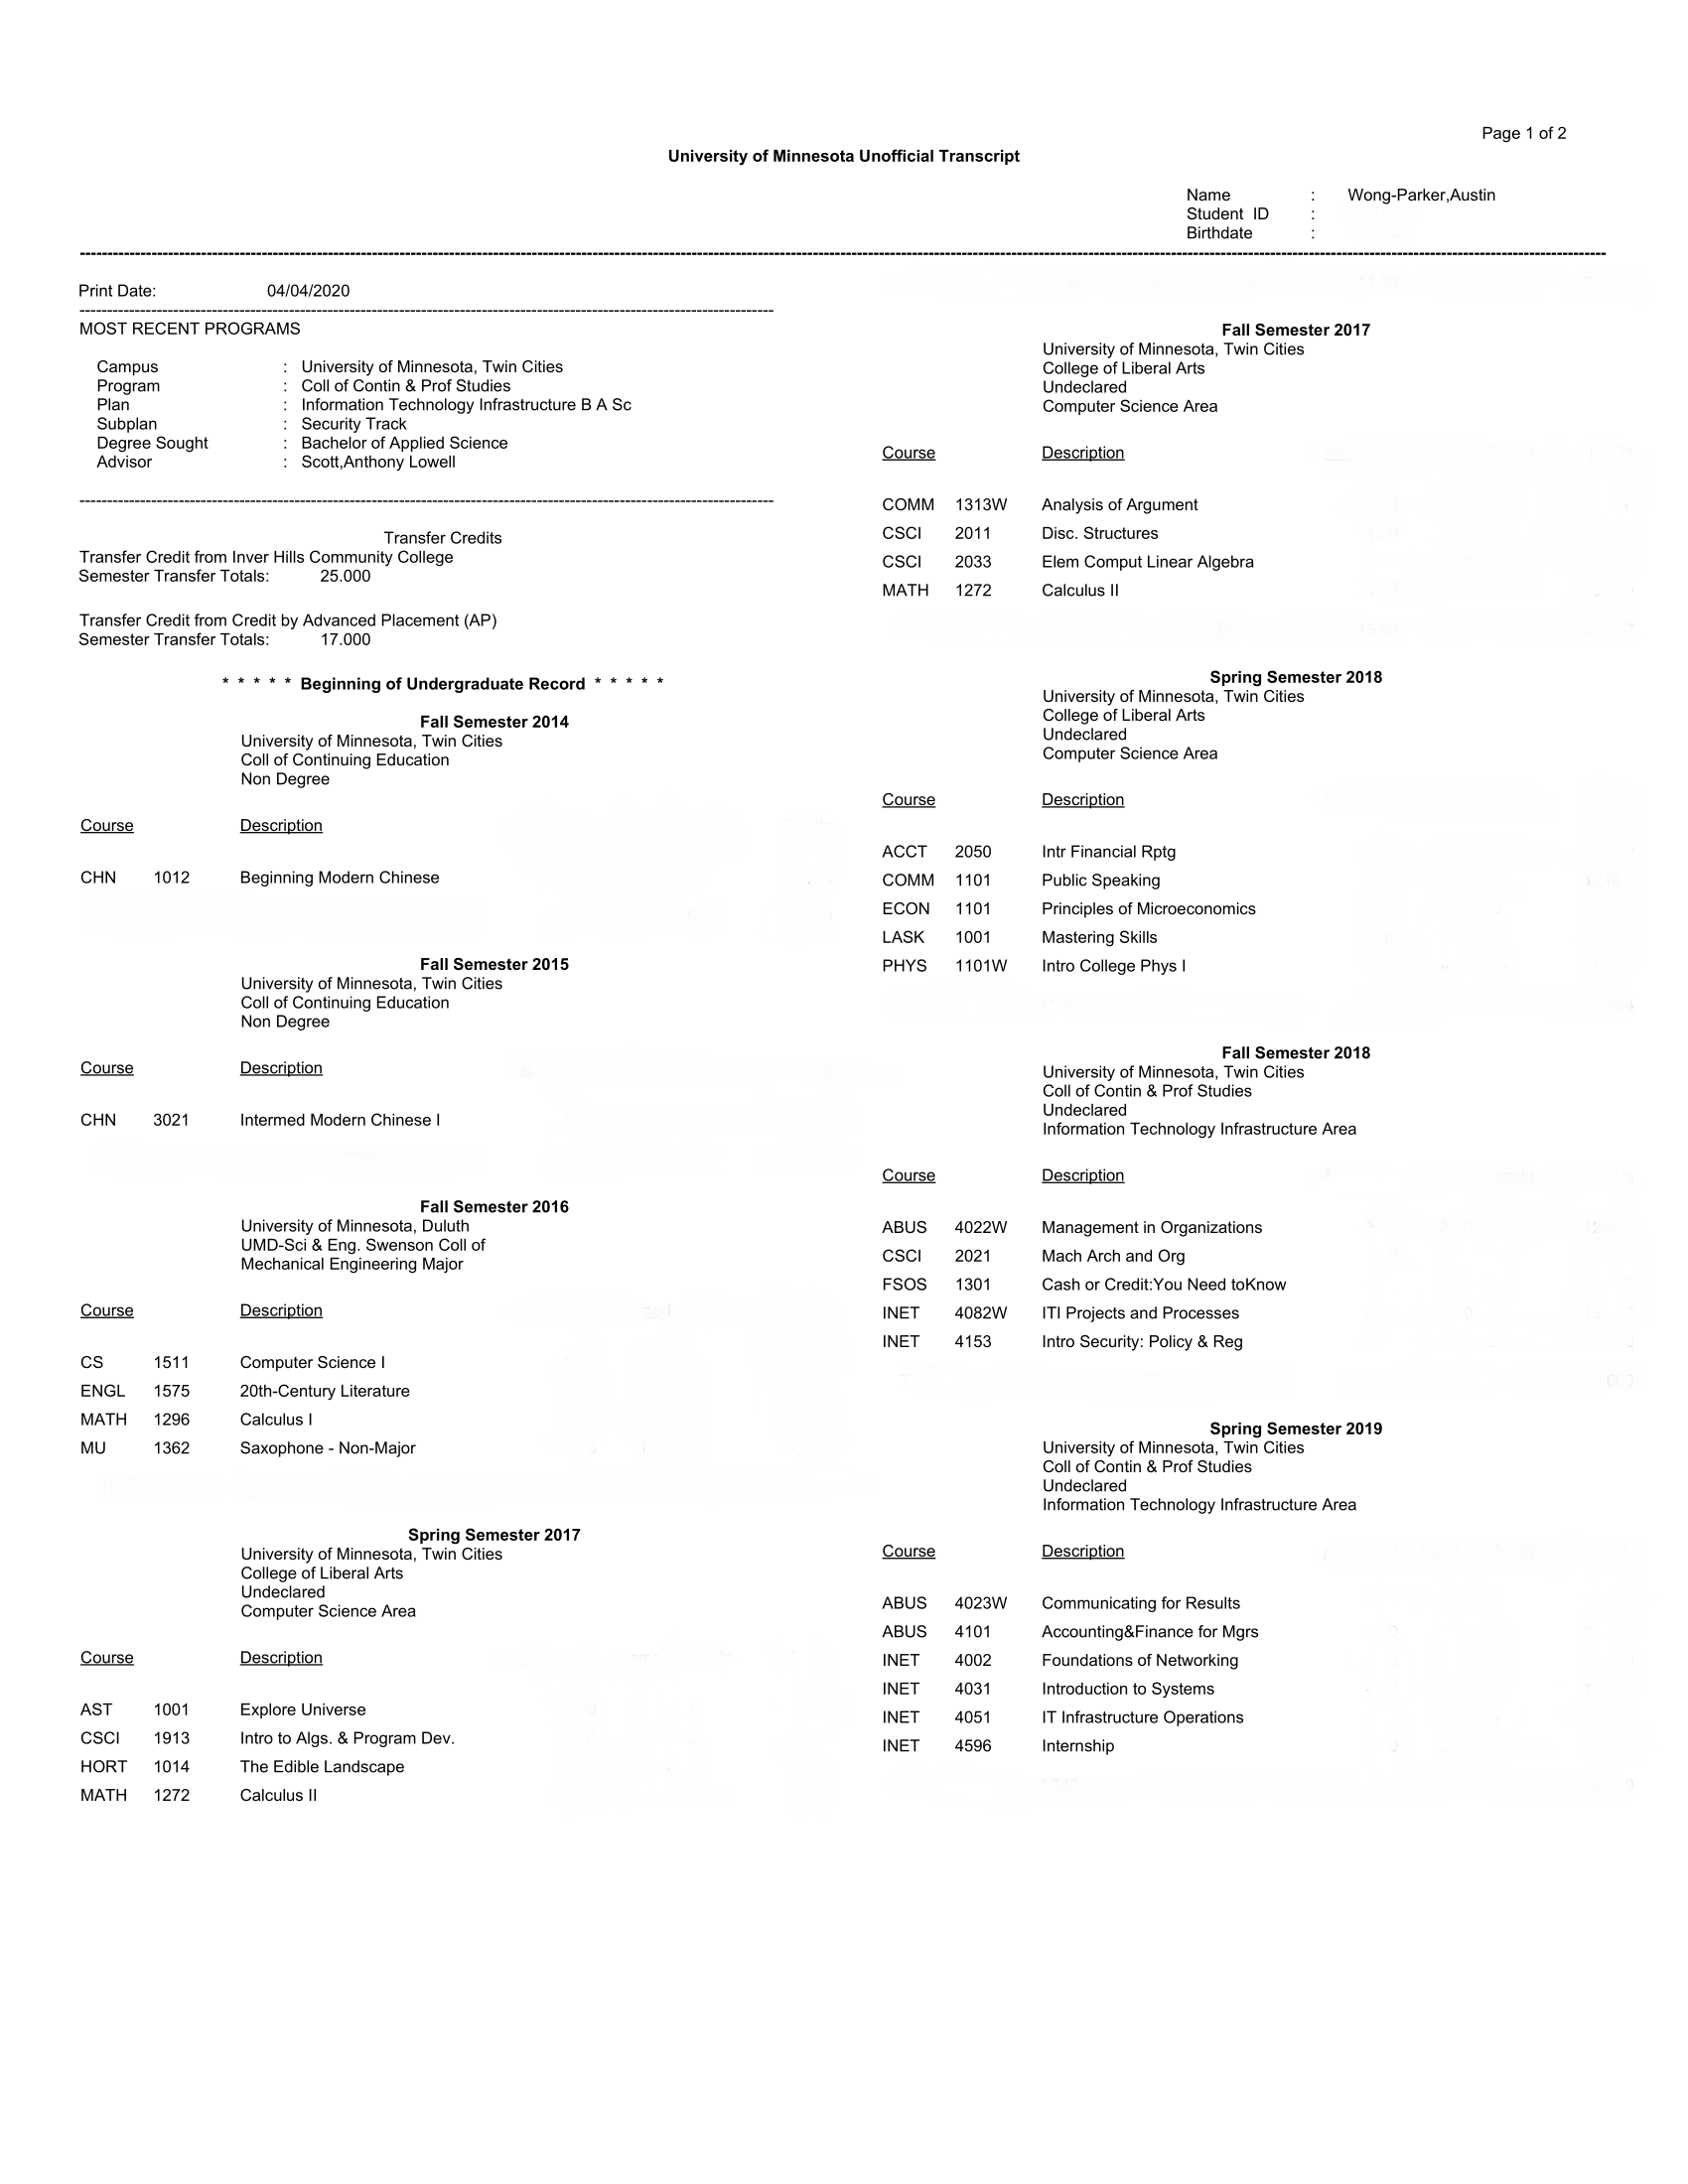 Page 1 of 2
University of Minnesota Unofficial Transcript
Name : Wong-Parker,Austin
Student ID :
Birthdate :
Print Date: 04/04/2020
MOST RECENT PROGRAMS
Campus : University of Minnesota, Twin Cities
Program : Coll of Contin & Prof Studies
Plan : Information Technology Infrastructure B A Sc
Subplan : Security Track
Degree Sought : Bachelor of Applied Science
Advisor : Scott,Anthony Lowell
Transfer Credits
Transfer Credit from Inver Hills Community College
Semester Transfer Totals: 25.000
Transfer Credit from Credit by Advanced Placement (AP)
Semester Transfer Totals: 17.000
* * * * * Beginning of Undergraduate Record * * * * *
Fall Semester 2014
University of Minnesota, Twin Cities
Coll of Continuing Education
Non Degree
Course Description
CHN 1012 Beginning Modern Chinese
Fall Semester 2015
University of Minnesota, Twin Cities
Coll of Continuing Education
Non Degree
Course Description
CHN 3021 Intermed Modern Chinese I
Fall Semester 2016
University of Minnesota, Duluth
UMD-Sci & Eng. Swenson Coll of
Mechanical Engineering Major
Course Description
CS 1511 Computer Science I
ENGL 1575 20th-Century Literature
MATH 1296 Calculus I
MU 1362 Saxophone - Non-Major
Spring Semester 2017
University of Minnesota, Twin Cities
College of Liberal Arts
Undeclared
Computer Science Area
Course Description
AST 1001 Explore Universe
CSCI 1913 Intro to Algs. & Program Dev.
HORT 1014 The Edible Landscape
MATH 1272 Calculus II
Fall Semester 2017
University of Minnesota, Twin Cities
College of Liberal Arts
Undeclared
Computer Science Area
Course Description
COMM 1313W Analysis of Argument
CSCI 2011 Disc. Structures
CSCI 2033 Elem Comput Linear Algebra
MATH 1272 Calculus II
Spring Semester 2018
University of Minnesota, Twin Cities
College of Liberal Arts
Undeclared
Computer Science Area
Course Description
ACCT 2050 Intr Financial Rptg
COMM 1101 Public Speaking
ECON 1101 Principles of Microeconomics
LASK 1001 Mastering Skills
PHYS 1101W Intro College Phys I
Fall Semester 2018
University of Minnesota, Twin Cities
Coll of Contin & Prof Studies
Undeclared
Information Technology Infrastructure Area
Course Description
ABUS 4022W Management in Organizations
CSCI 2021 Mach Arch and Org
FSOS 1301 Cash or Credit:You Need toKnow
INET 4082W ITI Projects and Processes
INET 4153 Intro Security: Policy & Reg
Spring Semester 2019
University of Minnesota, Twin Cities
Coll of Contin & Prof Studies
Undeclared
Information Technology Infrastructure Area
Course Description
ABUS 4023W Communicating for Results
ABUS 4101 Accounting&Finance for Mgrs
INET 4002 Foundations of Networking
INET 4031 Introduction to Systems
INET 4051 IT Infrastructure Operations
INET 4596 Internship